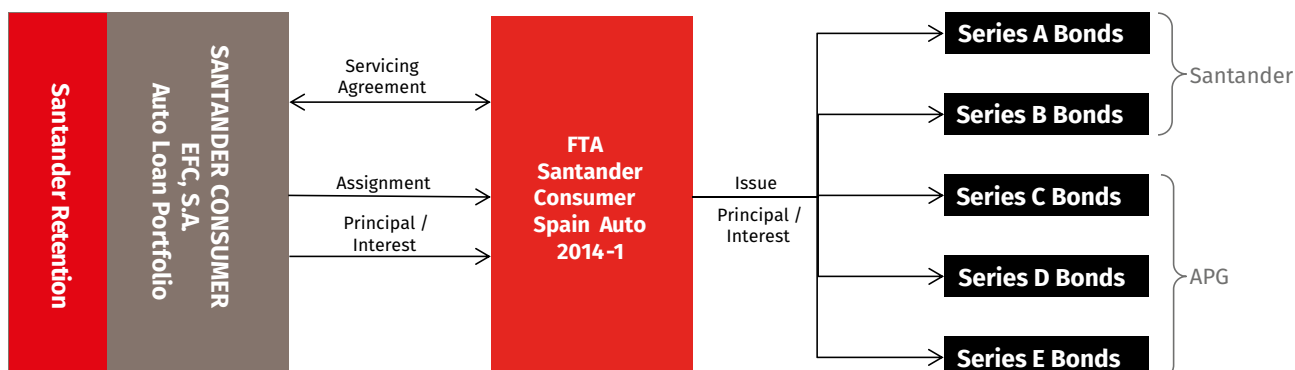 Santander Retention
SANTANDER CONSUMER
EFC, S.A.
Auto Loan Portfolio
Servicing
Agreement
Assignment
Principal /
Interest
FTA
Santander
Consumer
Spain Auto
2014-1
Issue
Principal /
Interest
Series A Bonds
Series B Bonds
Series C Bonds
Series D Bonds
Series E Bonds
Santander
APG